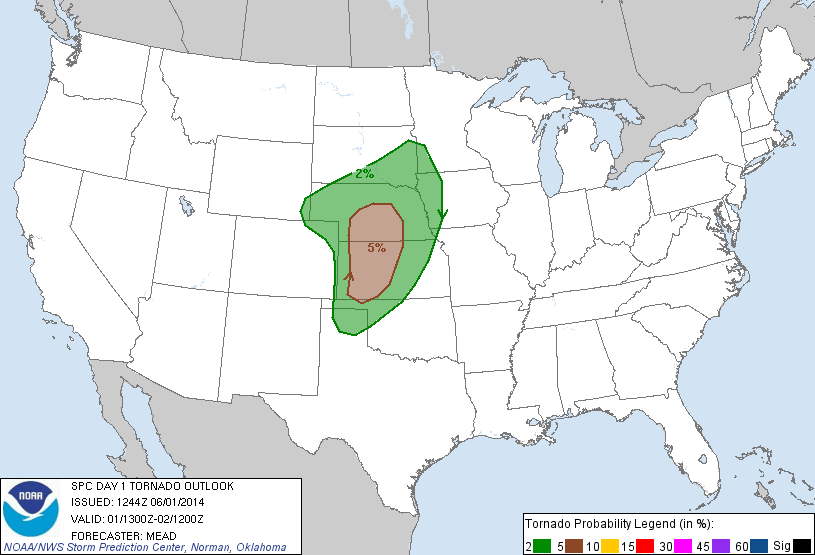 2%
5%
NOAA
SPC DAY 1 TORNADO OUTLOOK
ISSUED: 1244Z 06/01/2014
VALID: 01/1300Z-02/1200Z
FORECASTER: MEAD
NOAA/NWS Storm Prediction Center, Norman, Oklahoma
Tornado Probability Legend (in %):
2 5 10 15 30 45 60 Sig